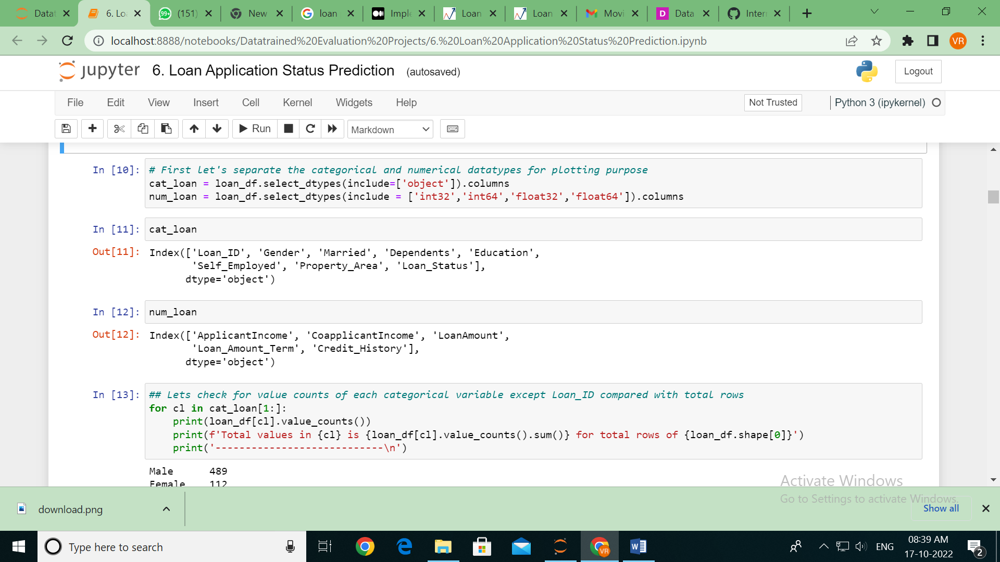 Datat
6. Lo
99+
(151)
New
loan
Imple
Loan
Loan
Movi
D
Data
Inter
localhost:8888/notebooks/Datatrained%20Evaluation%20Projects/6.%20Loan%20Application%20Status%20Prediction.ipynb
VR
jupyter 6. Loan Application Status Prediction (autosaved)
Logout
File Edit View Insert Cell Kernel Widgets Help
Not Trusted
Python 3 (ipykernel)
Run
Markdown
In [10]: # First let's separate the categorical and numerical datatypes for plotting purpose
cat_loan = loan_df.select_dtypes(include=['object']).columns
num_loan = loan_df.select_dtypes(include = ['int32','int64','float32','float64']).columns
In [11]: cat_loan
Out[11]: Index(['Loan_ID', 'Gender', 'Married', 'Dependents', 'Education',
'Self_Employed', 'Property_Area', 'Loan_Status'],
dtype='object')
In [12]: num_loan
Out[12]: Index(['ApplicantIncome', 'CoapplicantIncome', 'LoanAmount',
'Loan_Amount_Term', 'Credit_History'],
dtype='object')
In [13]: ## Lets check for value counts of each categorical variable except Loan_ID compared with total rows
for cl in cat_loan[1:]:
print(loan_df[cl].value_counts())
print(f'Total values in {cl} is {loan_df[cl].value_counts().sum()} for total rows of {loan_df.shape[0]}')
print('----------------------------\n')
Male 489
Female 112
Activate Windows
Go to Settings to activate Windows.
download.png
Show all
Type here to search
VR
W
ENG
08:39 AM
17-10-2022
2